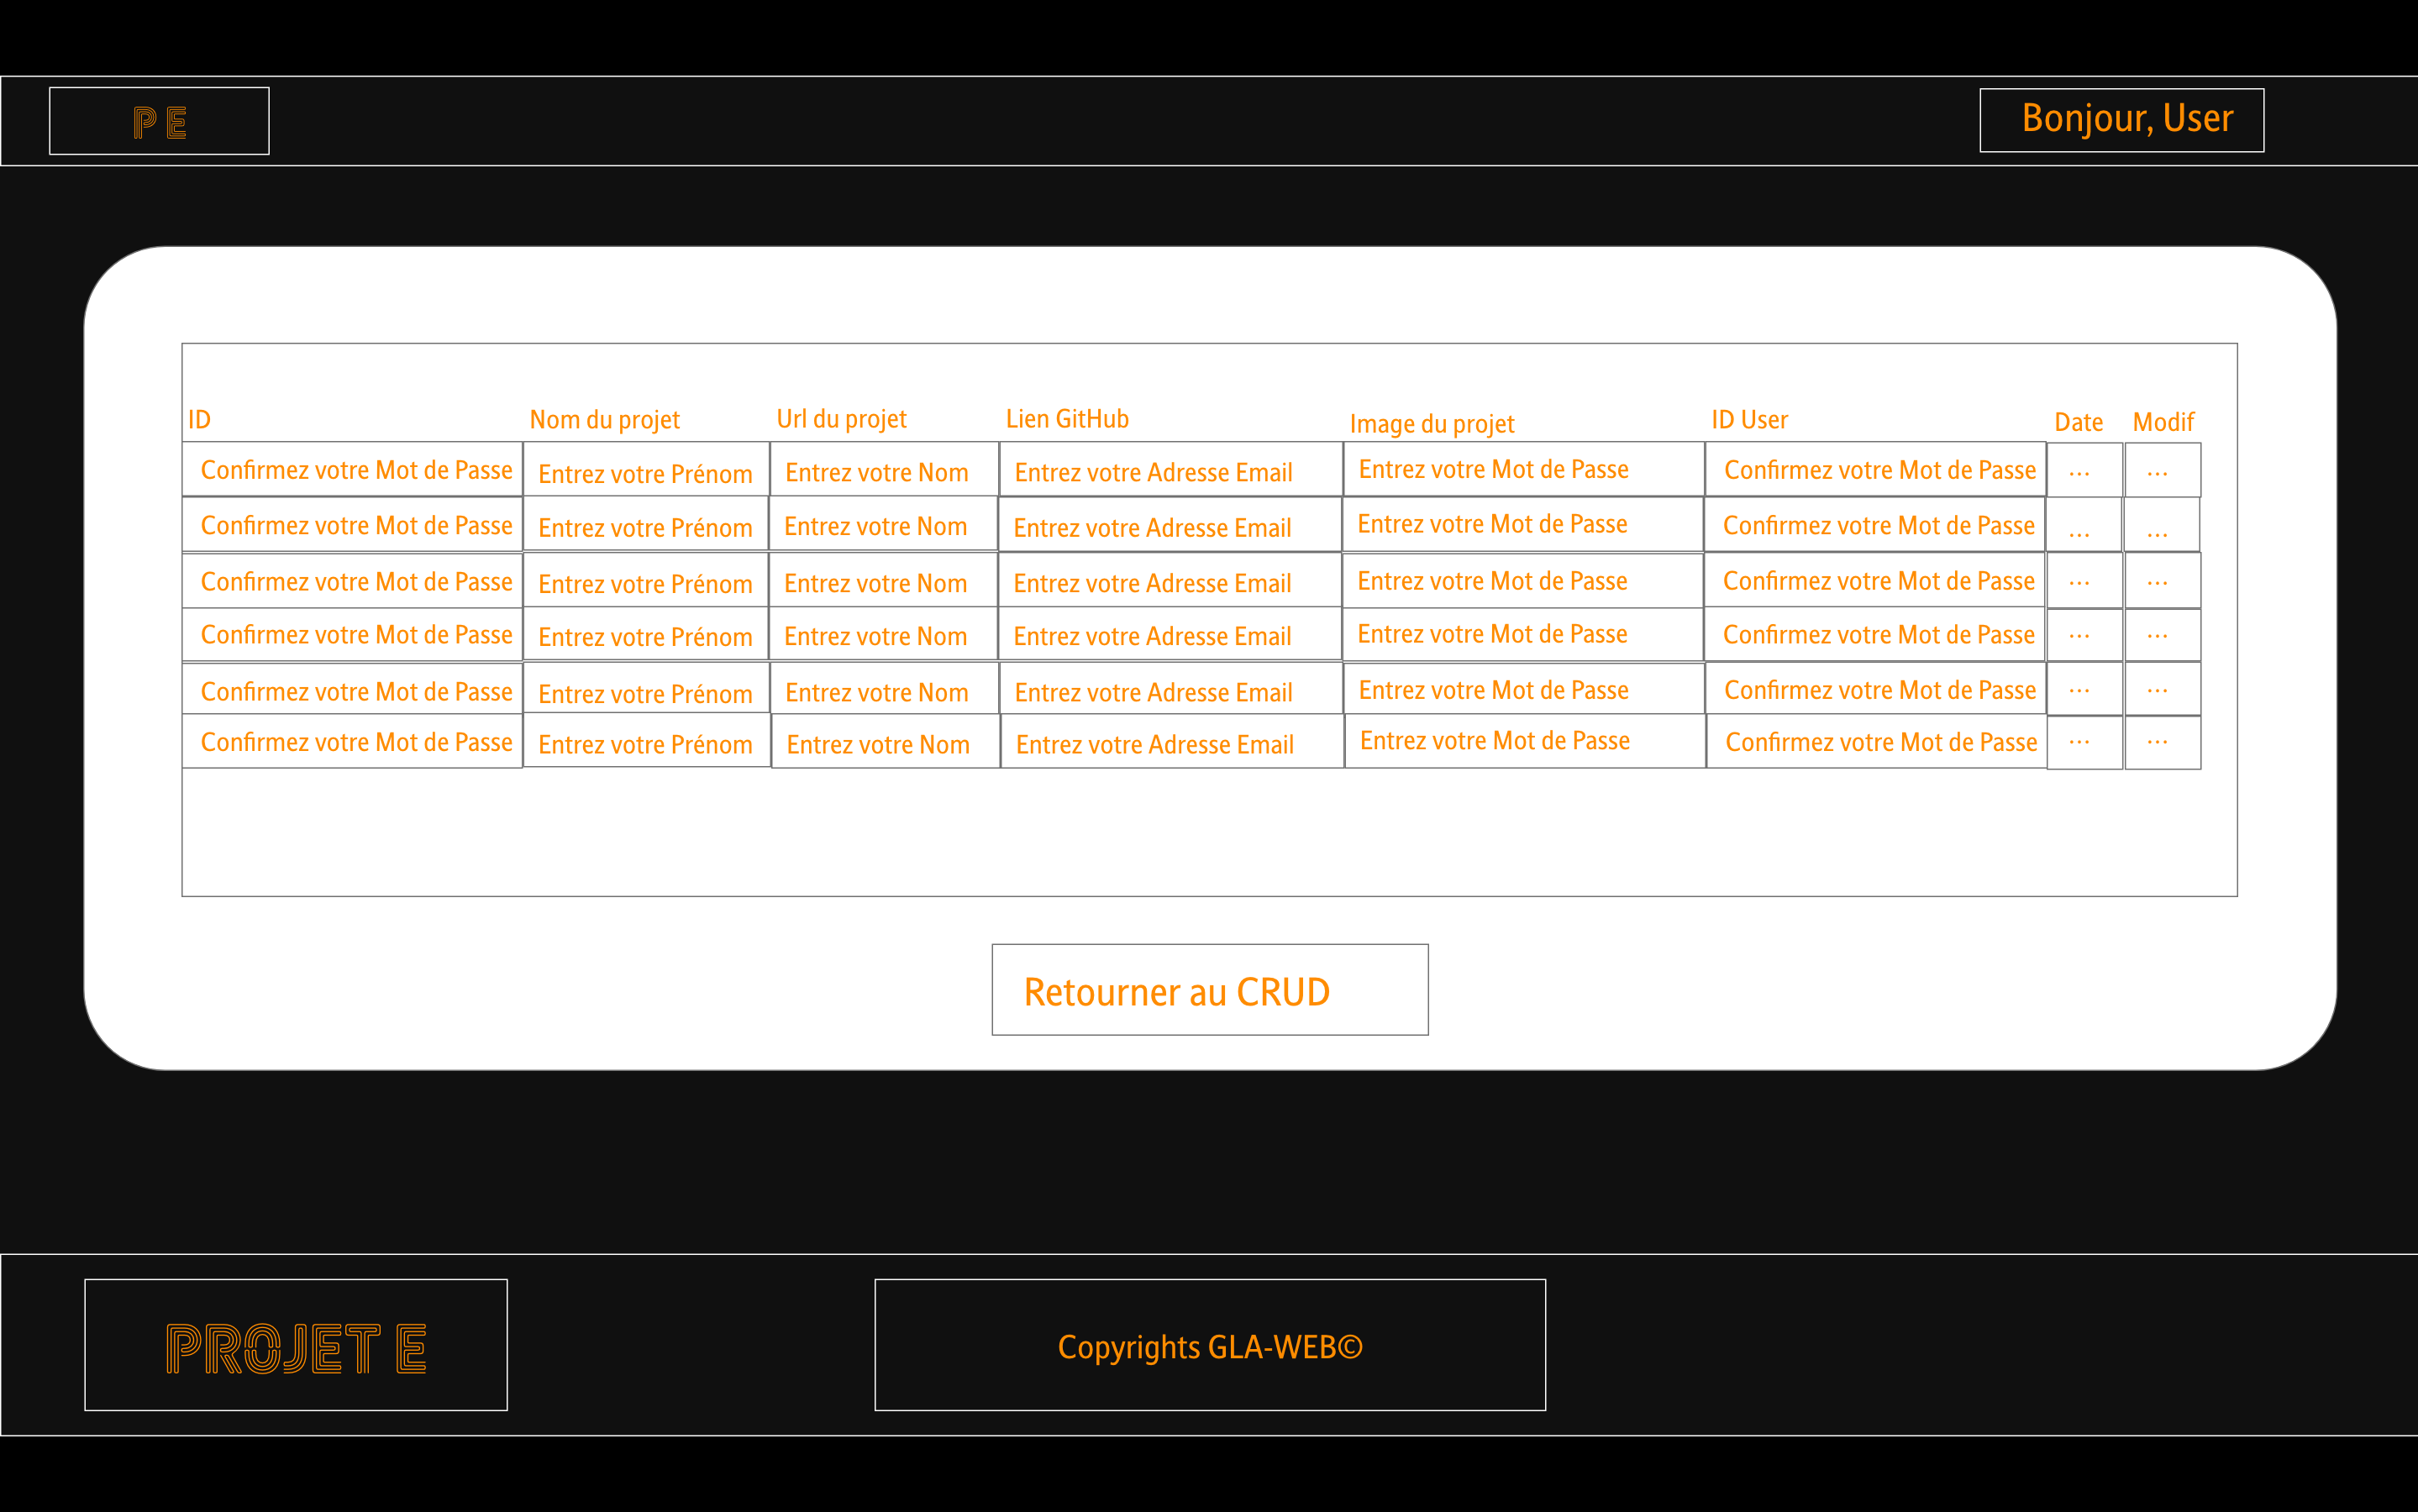 P E
Bonjour, User
ID Nom du projet Url du projet Lien GitHub Image du projet ID User Date Modif
Confirmez votre Mot de Passe Entrez votre Prénom Entrez votre Nom Entrez votre Adresse Email Entrez votre Mot de Passe Confirmez votre Mot de Passe ... ...
Confirmez votre Mot de Passe Entrez votre Prénom Entrez votre Nom Entrez votre Adresse Email Entrez votre Mot de Passe Confirmez votre Mot de Passe ... ...
Confirmez votre Mot de Passe Entrez votre Prénom Entrez votre Nom Entrez votre Adresse Email Entrez votre Mot de Passe Confirmez votre Mot de Passe ... ...
Confirmez votre Mot de Passe Entrez votre Prénom Entrez votre Nom Entrez votre Adresse Email Entrez votre Mot de Passe Confirmez votre Mot de Passe ... ...
Confirmez votre Mot de Passe Entrez votre Prénom Entrez votre Nom Entrez votre Adresse Email Entrez votre Mot de Passe Confirmez votre Mot de Passe ... ...
Confirmez votre Mot de Passe Entrez votre Prénom Entrez votre Nom Entrez votre Adresse Email Entrez votre Mot de Passe Confirmez votre Mot de Passe ... ...
Retourner au CRUD
PROJET E
Copyrights GLA-WEB©